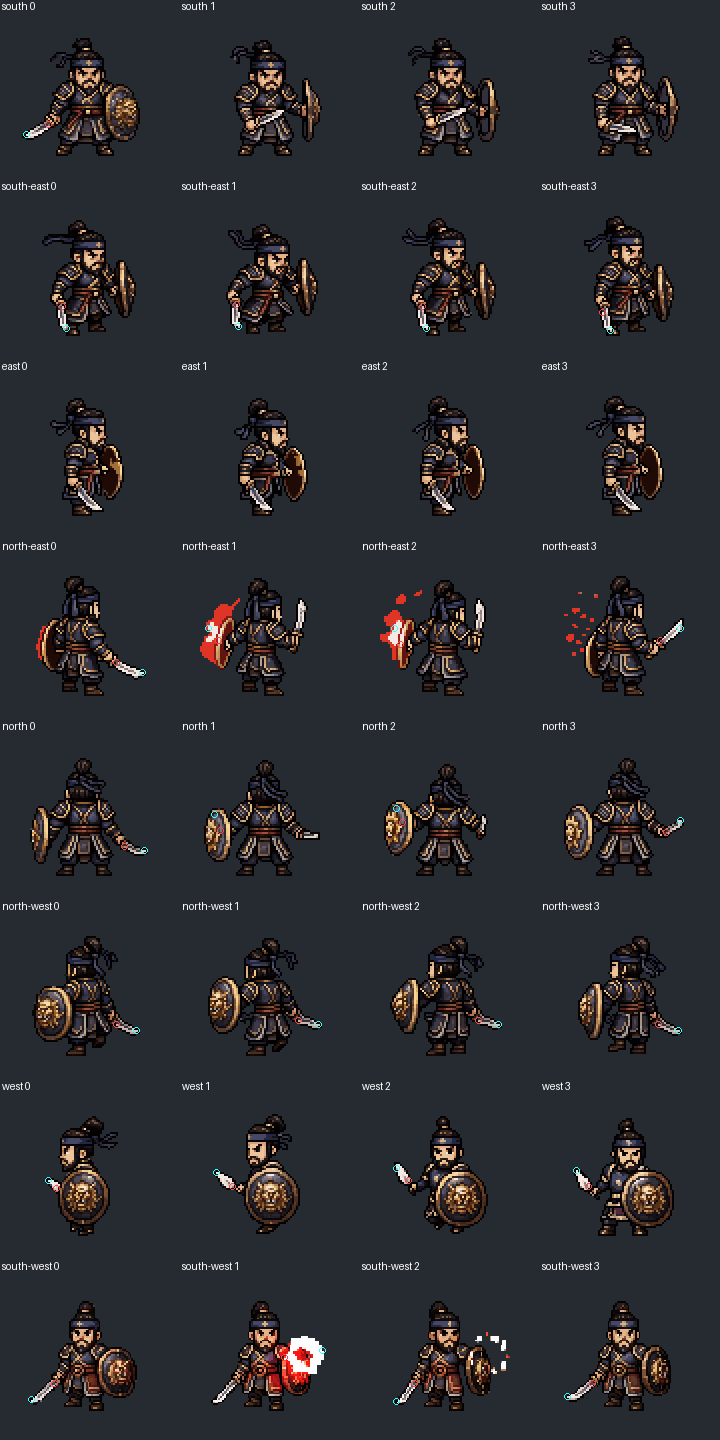 south 0 south 1 south 2 south 3
south-east 0 south-east 1 south-east 2 south-east 3
east 0 east 1 east 2 east 3
north-east 0 north-east 1 north-east 2 north-east 3
north 0 north 1 north 2 north 3
north-west 0 north-west 1 north-west 2 north-west 3
west 0 west 1 west 2 west 3
south-west 0 south-west 1 south-west 2 south-west 3